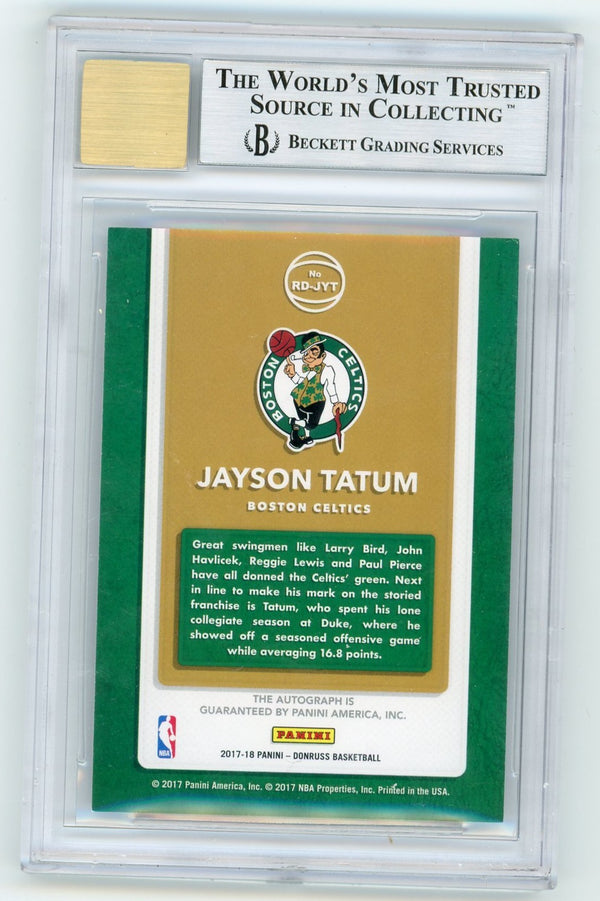 THE WORLD'S MOST TRUSTED
SOURCE IN COLLECTING™
B BECKETT GRADING SERVICES
No
RD-JYT
BOSTON CELTICS
JAYSON TATUM
BOSTON CELTICS
Great swingmen like Larry Bird, John
Havlicek, Reggie Lewis and Paul Pierce
have all donned the Celtics' green. Next
in line to make his mark on the storied
franchise is Tatum, who spent his lone
collegiate season at Duke, where he
showed off a seasoned offensive game
while averaging 16.8 points.
THE AUTOGRAPH IS
GUARANTEED BY PANINI AMERICA, INC.
PANINI
NBA
2017-18 PANINI – DONRUSS BASKETBALL
© 2017 Panini America, Inc. © 2017 NBA Properties, Inc. Printed in the USA.